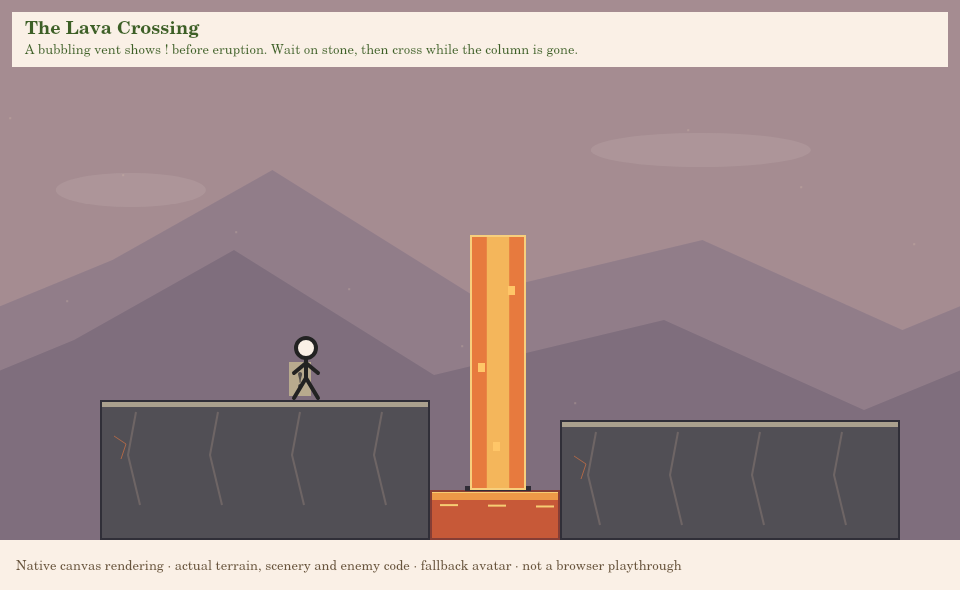 The Lava Crossing
A bubbling vent shows ! before eruption. Wait on stone, then cross while the column is gone.
Native canvas rendering · actual terrain, scenery and enemy code · fallback avatar · not a browser playthrough